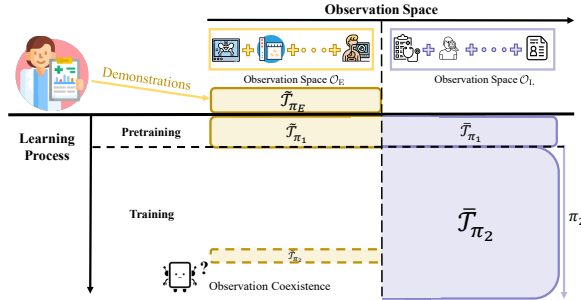 Observation Space
Observation Space 𝒪_E
Observation Space 𝒪_L
Demonstrations
𝒯̃_{π_E}
Learning
Process
Pretraining
𝒯̃_{π_1}
𝒯̄_{π_1}
Training
𝒯̄_{π_2}
π_2
𝒯̃_{π_2}
?
Observation Coexistence